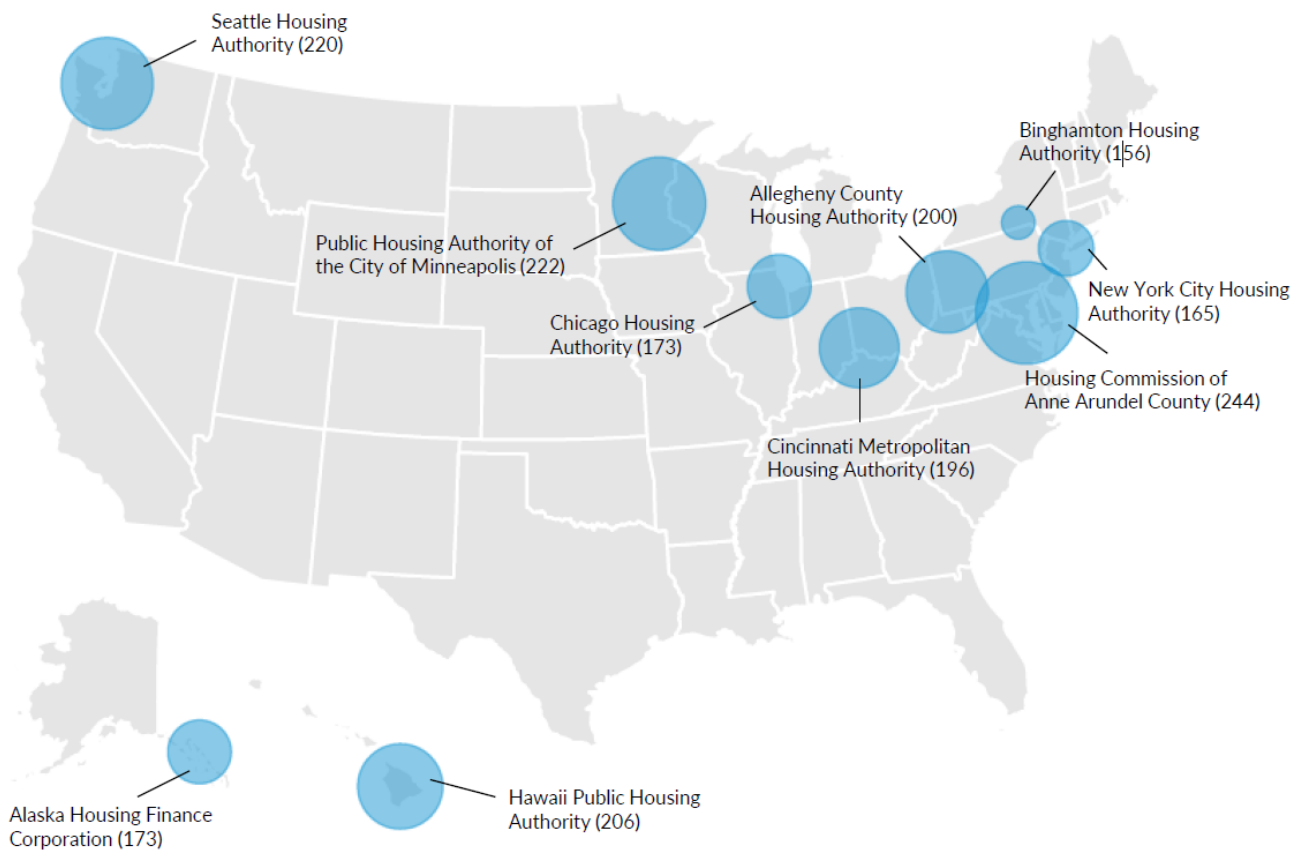 Seattle Housing
Authority (220)
Binghamton Housing
Authority (156)
Allegheny County
Housing Authority (200)
Public Housing Authority of
the City of Minneapolis (222)
New York City Housing
Authority (165)
Chicago Housing
Authority (173)
Housing Commission of
Anne Arundel County (244)
Cincinnati Metropolitan
Housing Authority (196)
Hawaii Public Housing
Authority (206)
Alaska Housing Finance
Corporation (173)